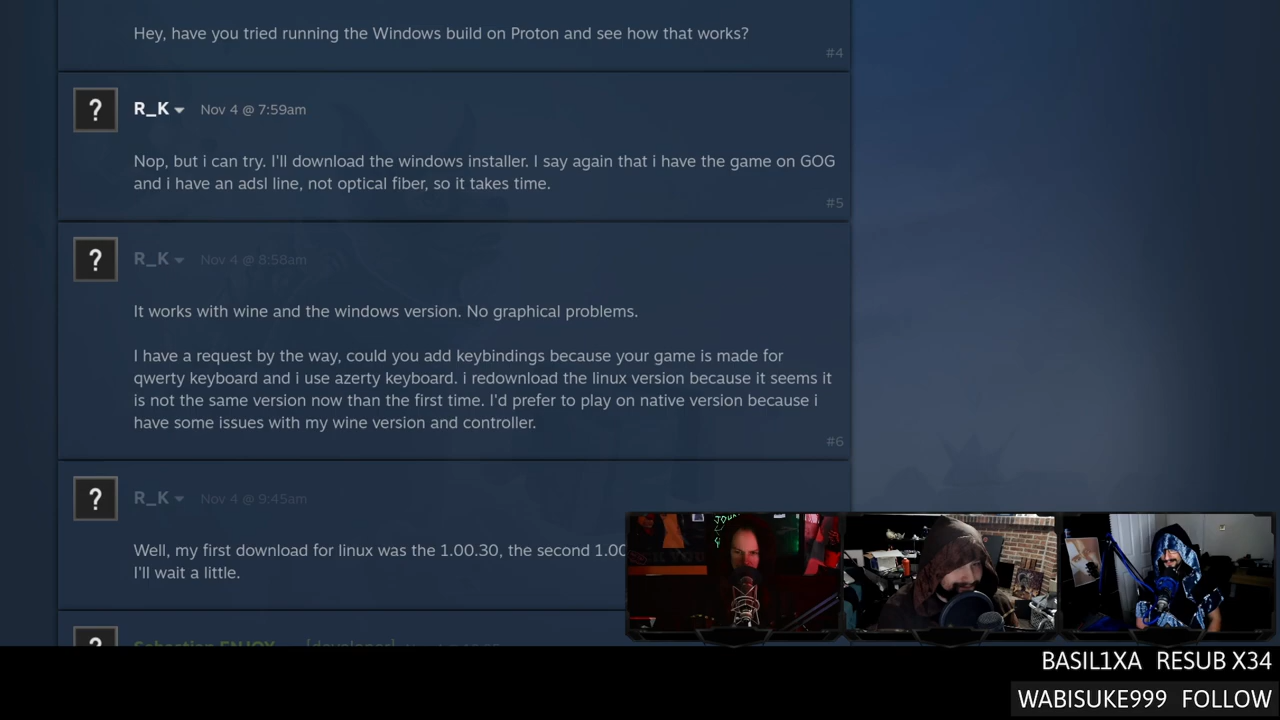 Hey, have you tried running the Windows build on Proton and see how that works?
#4
R_K Nov 4 @ 7:59am
Nop, but i can try. I'll download the windows installer. I say again that i have the game on GOG
and i have an adsl line, not optical fiber, so it takes time.
#5
R_K Nov 4 @ 8:58am
It works with wine and the windows version. No graphical problems.
I have a request by the way, could you add keybindings because your game is made for
qwerty keyboard and i use azerty keyboard. i redownload the linux version because it seems it
is not the same version now than the first time. I'd prefer to play on native version because i
have some issues with my wine version and controller.
#6
R_K Nov 4 @ 9:45am
Well, my first download for linux was the 1.00.30, the second 1.00
I'll wait a little.
Sebastien ENJOY [developer]
BASIL1XA RESUB X34
WABISUKE999 FOLLOW